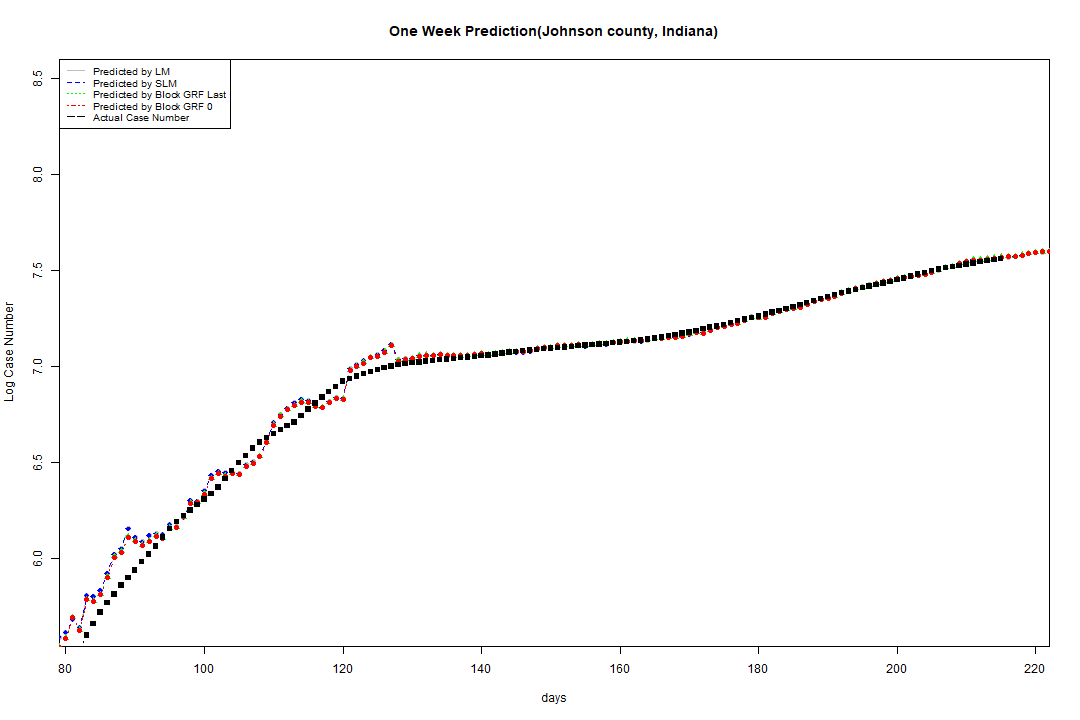 One Week Prediction(Johnson county, Indiana)
Predicted by LM
Predicted by SLM
Predicted by Block GRF Last
Predicted by Block GRF 0
Actual Case Number
Log Case Number
8.5
8.0
7.5
7.0
6.5
6.0
80 100 120 140 160 180 200 220
days